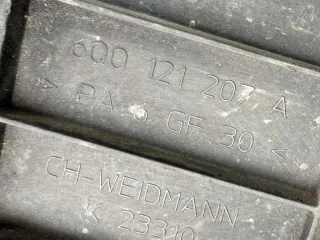 6Q0 121 207 A
> PA 6 GF 30 <
CH-WEIDMANN
K 23310